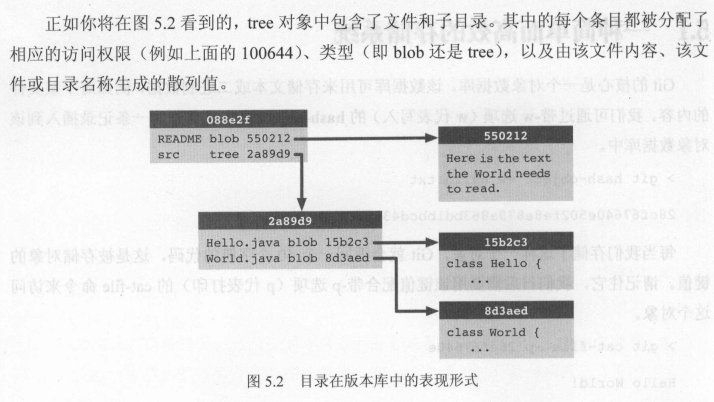 正如你将在图 5.2 看到的，tree 对象中包含了文件和子目录。其中的每个条目都被分配了
相应的访问权限（例如上面的 100644）、类型（即 blob 还是 tree），以及由该文件内容、该文
件或目录名称生成的散列值。
088e2f
README blob 550212
src tree 2a89d9
550212
Here is the text
the World needs
to read.
2a89d9
Hello.java blob 15b2c3
World.java blob 8d3aed
15b2c3
class Hello {
...
8d3aed
class World {
...
图 5.2 目录在版本库中的表现形式